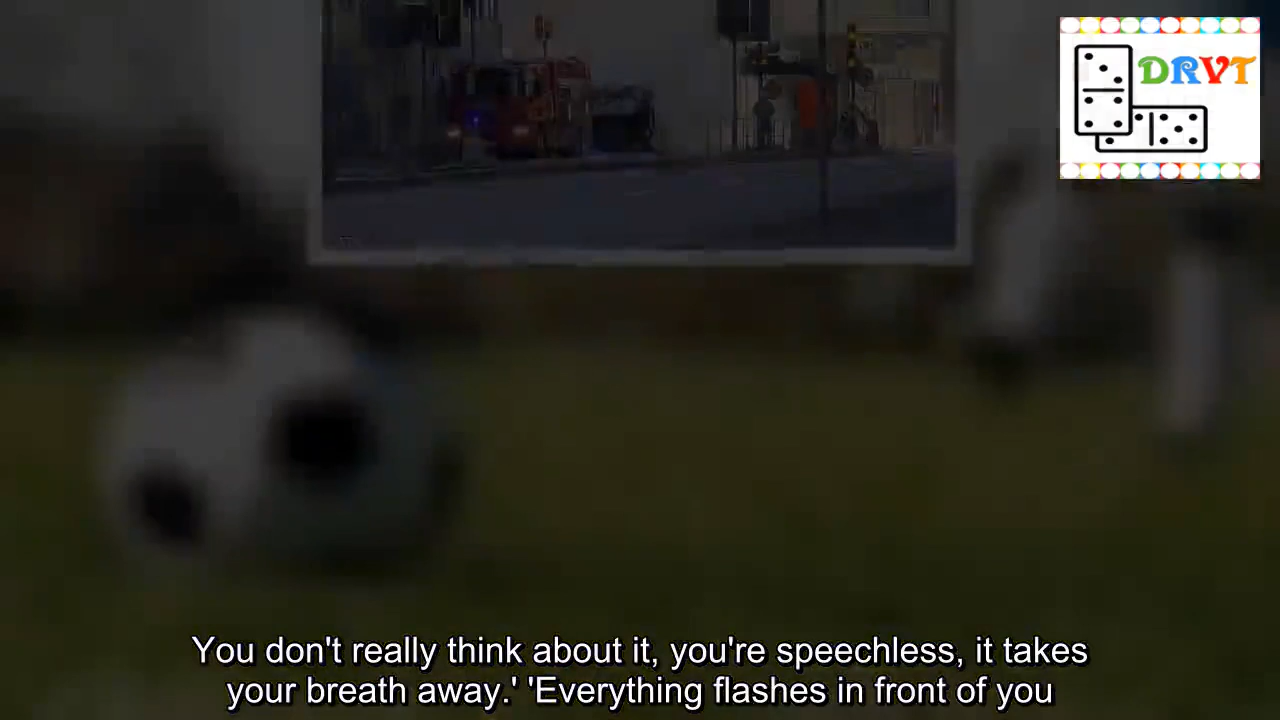 DRVT
You don't really think about it, you're speechless, it takes
your breath away.' 'Everything flashes in front of you